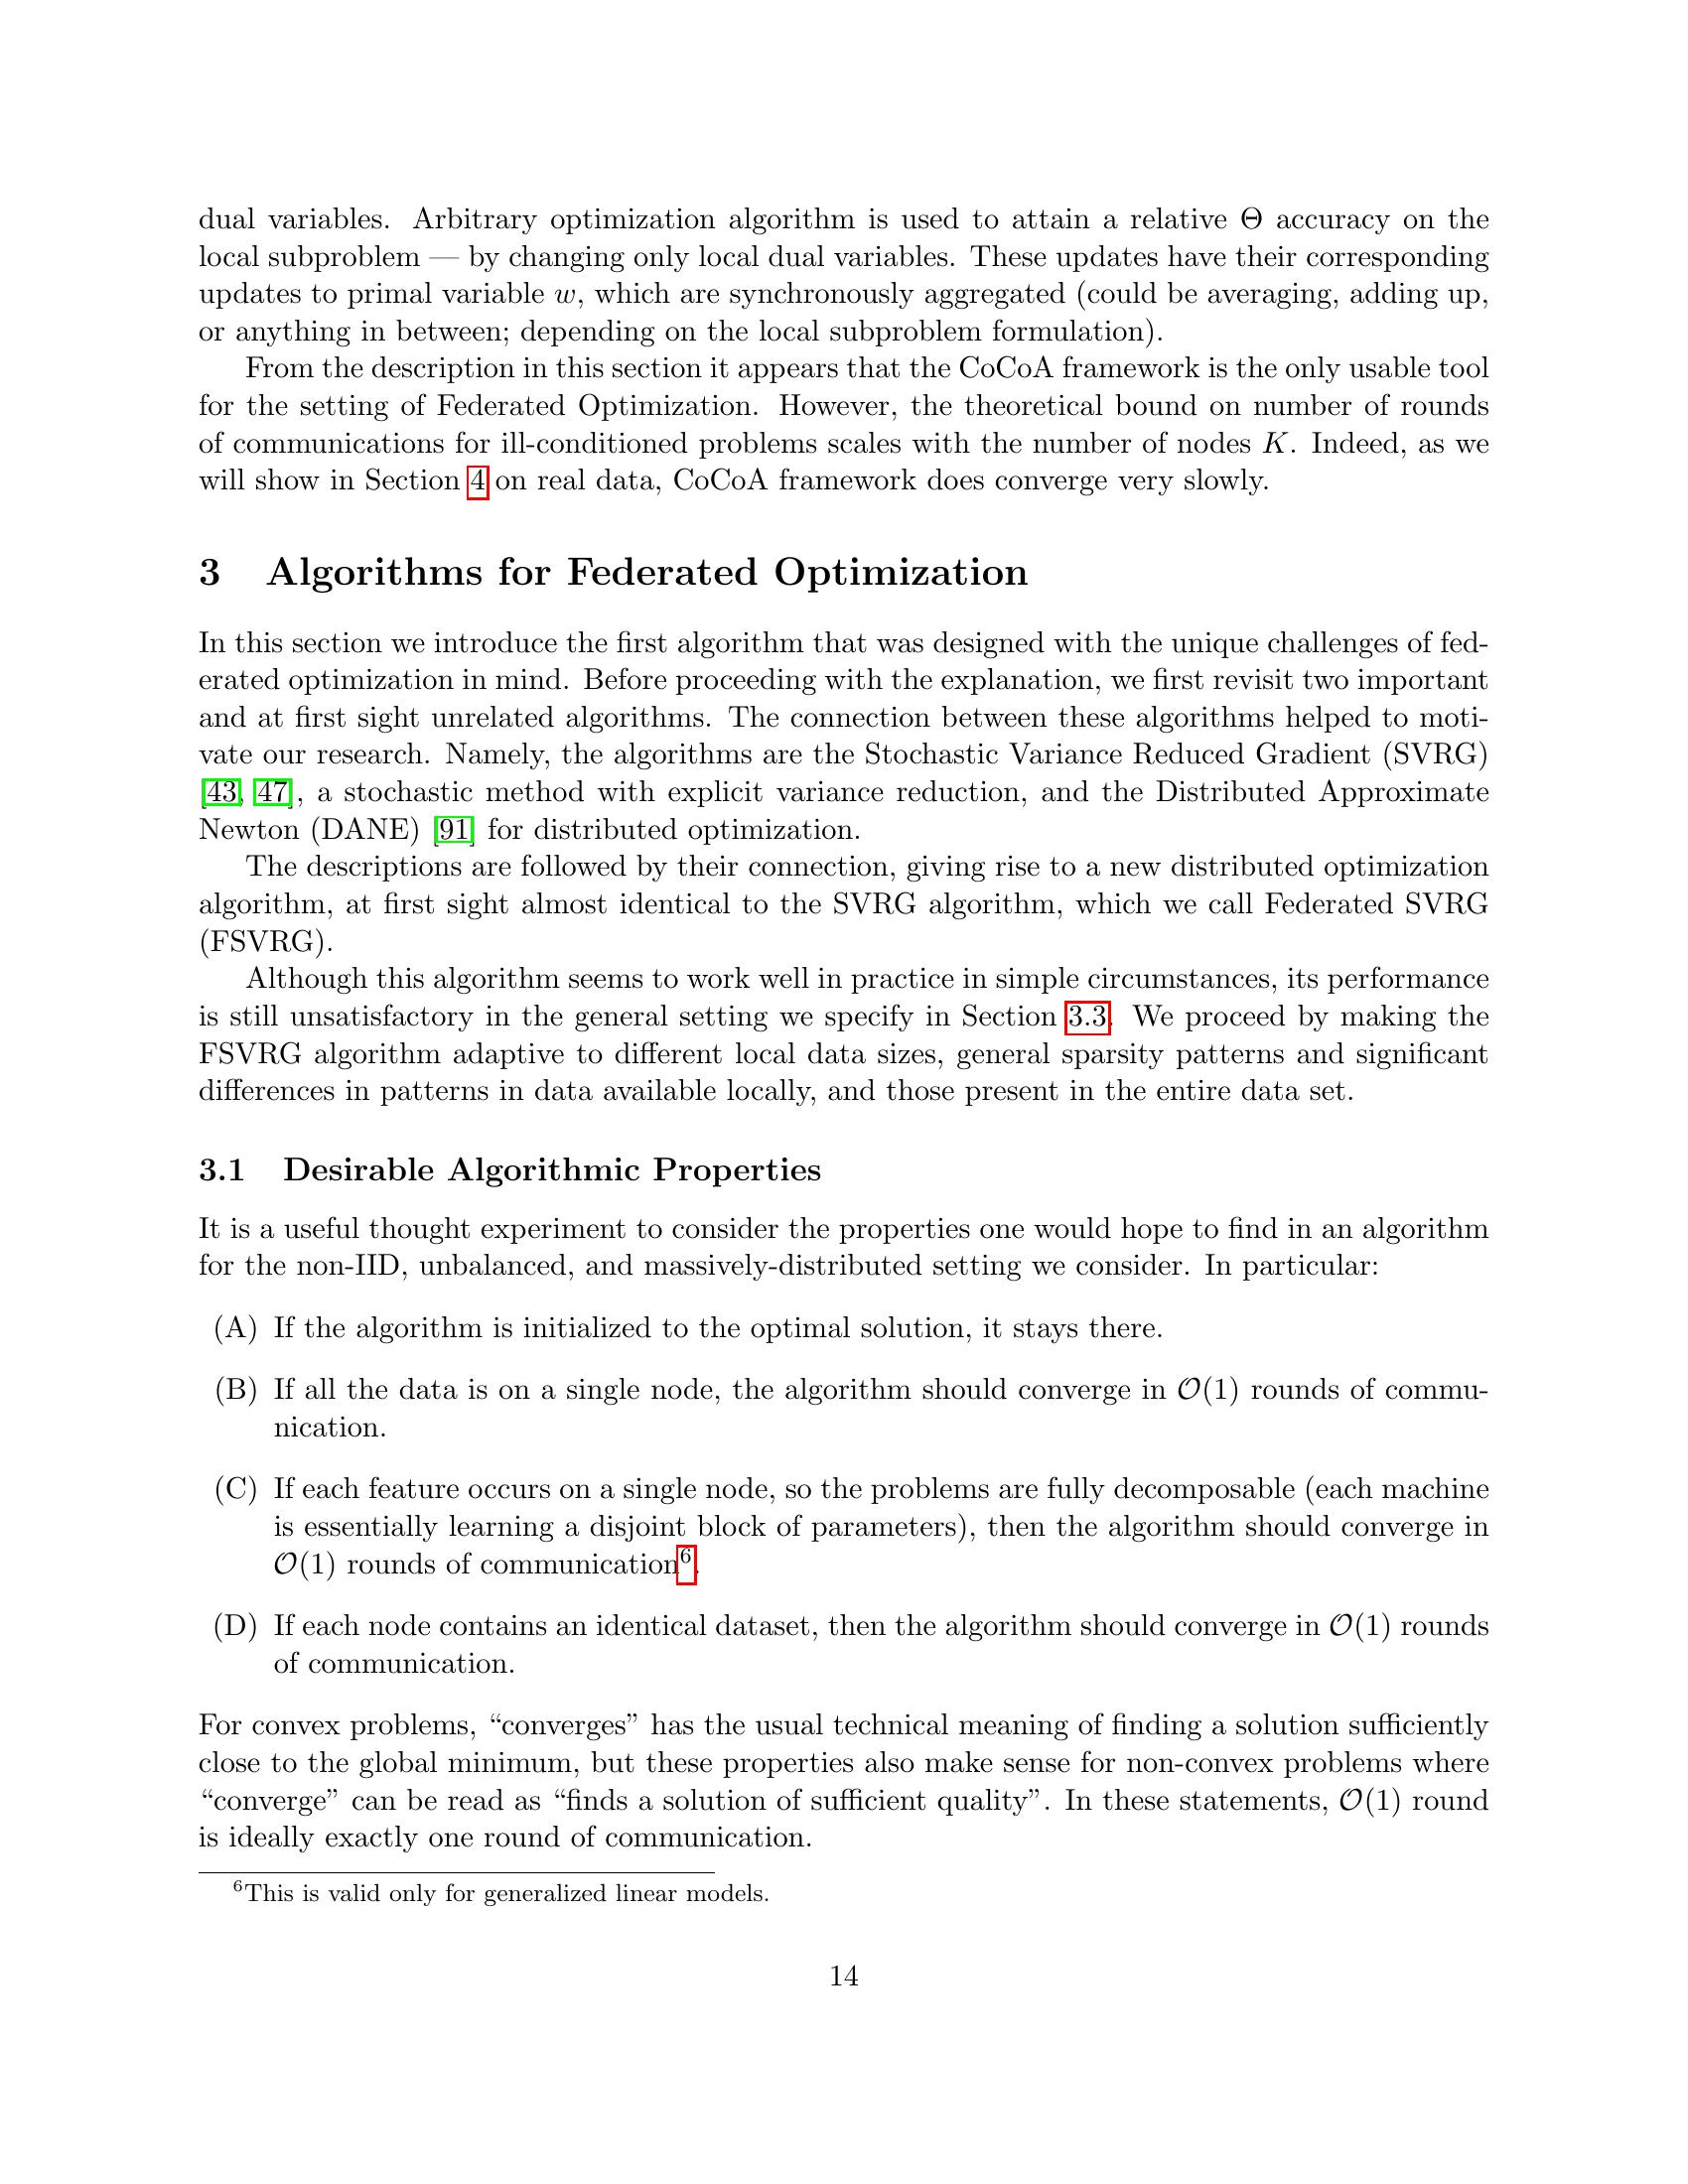 dual variables. Arbitrary optimization algorithm is used to attain a relative Θ accuracy on the
local subproblem — by changing only local dual variables. These updates have their corresponding
updates to primal variable w, which are synchronously aggregated (could be averaging, adding up,
or anything in between; depending on the local subproblem formulation).
From the description in this section it appears that the CoCoA framework is the only usable tool
for the setting of Federated Optimization. However, the theoretical bound on number of rounds
of communications for ill-conditioned problems scales with the number of nodes K. Indeed, as we
will show in Section 4 on real data, CoCoA framework does converge very slowly.
3 Algorithms for Federated Optimization
In this section we introduce the first algorithm that was designed with the unique challenges of fed-
erated optimization in mind. Before proceeding with the explanation, we first revisit two important
and at first sight unrelated algorithms. The connection between these algorithms helped to moti-
vate our research. Namely, the algorithms are the Stochastic Variance Reduced Gradient (SVRG)
[43, 47], a stochastic method with explicit variance reduction, and the Distributed Approximate
Newton (DANE) [91] for distributed optimization.
The descriptions are followed by their connection, giving rise to a new distributed optimization
algorithm, at first sight almost identical to the SVRG algorithm, which we call Federated SVRG
(FSVRG).
Although this algorithm seems to work well in practice in simple circumstances, its performance
is still unsatisfactory in the general setting we specify in Section 3.3. We proceed by making the
FSVRG algorithm adaptive to different local data sizes, general sparsity patterns and significant
differences in patterns in data available locally, and those present in the entire data set.
3.1 Desirable Algorithmic Properties
It is a useful thought experiment to consider the properties one would hope to find in an algorithm
for the non-IID, unbalanced, and massively-distributed setting we consider. In particular:
(A) If the algorithm is initialized to the optimal solution, it stays there.
(B) If all the data is on a single node, the algorithm should converge in 𝒪(1) rounds of commu-
nication.
(C) If each feature occurs on a single node, so the problems are fully decomposable (each machine
is essentially learning a disjoint block of parameters), then the algorithm should converge in
𝒪(1) rounds of communication⁶.
(D) If each node contains an identical dataset, then the algorithm should converge in 𝒪(1) rounds
of communication.
For convex problems, “converges” has the usual technical meaning of finding a solution sufficiently
close to the global minimum, but these properties also make sense for non-convex problems where
“converge” can be read as “finds a solution of sufficient quality”. In these statements, 𝒪(1) round
is ideally exactly one round of communication.
⁶This is valid only for generalized linear models.
14